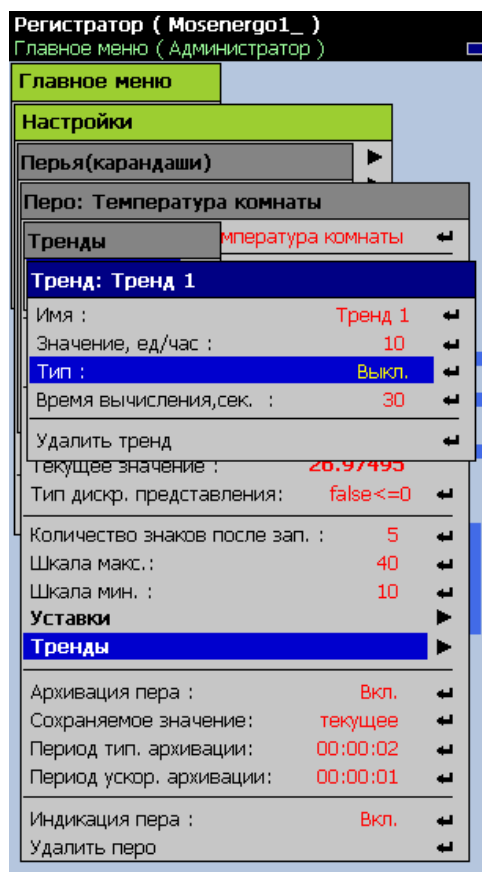 Регистратор ( Mosenergo1_ )
Главное меню ( Администратор )
Главное меню
Настройки
Перья(карандаши)
Перо: Температура комнаты
мпература комнаты
Тренды
Тренд: Тренд 1
Имя : Тренд 1
Значение, ед/час : 10
Тип : Выкл.
Время вычисления,сек. : 30
Удалить тренд
Текущее значение : 26.97495
Тип дискр. представления: false<=0
Количество знаков после зап. : 5
Шкала макс.: 40
Шкала мин. : 10
Уставки
Тренды
Архивация пера : Вкл.
Сохраняемое значение: текущее
Период тип. архивации: 00:00:02
Период ускор. архивации: 00:00:01
Индикация пера : Вкл.
Удалить перо